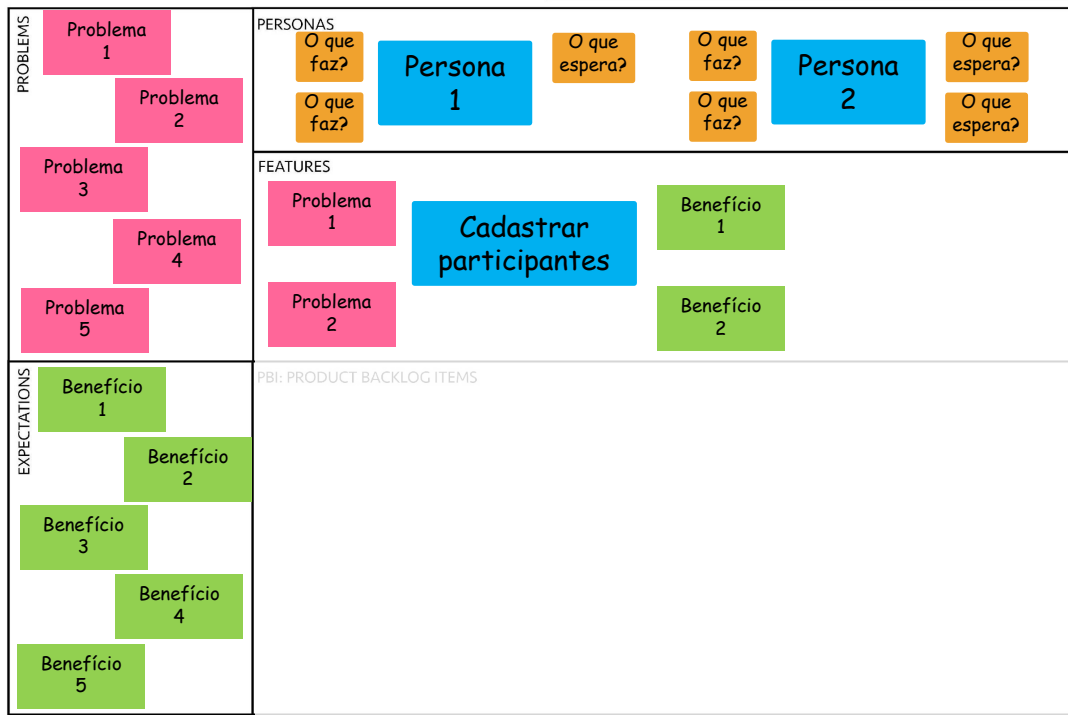 PROBLEMS
Problema
1
Problema
2
Problema
3
Problema
4
Problema
5
PERSONAS
O que
faz?
O que
faz?
Persona
1
O que
espera?
O que
faz?
O que
faz?
Persona
2
O que
espera?
O que
espera?
FEATURES
Problema
1
Problema
2
Cadastrar
participantes
Benefício
1
Benefício
2
EXPECTATIONS
Benefício
1
Benefício
2
Benefício
3
Benefício
4
Benefício
5
PBI: PRODUCT BACKLOG ITEMS